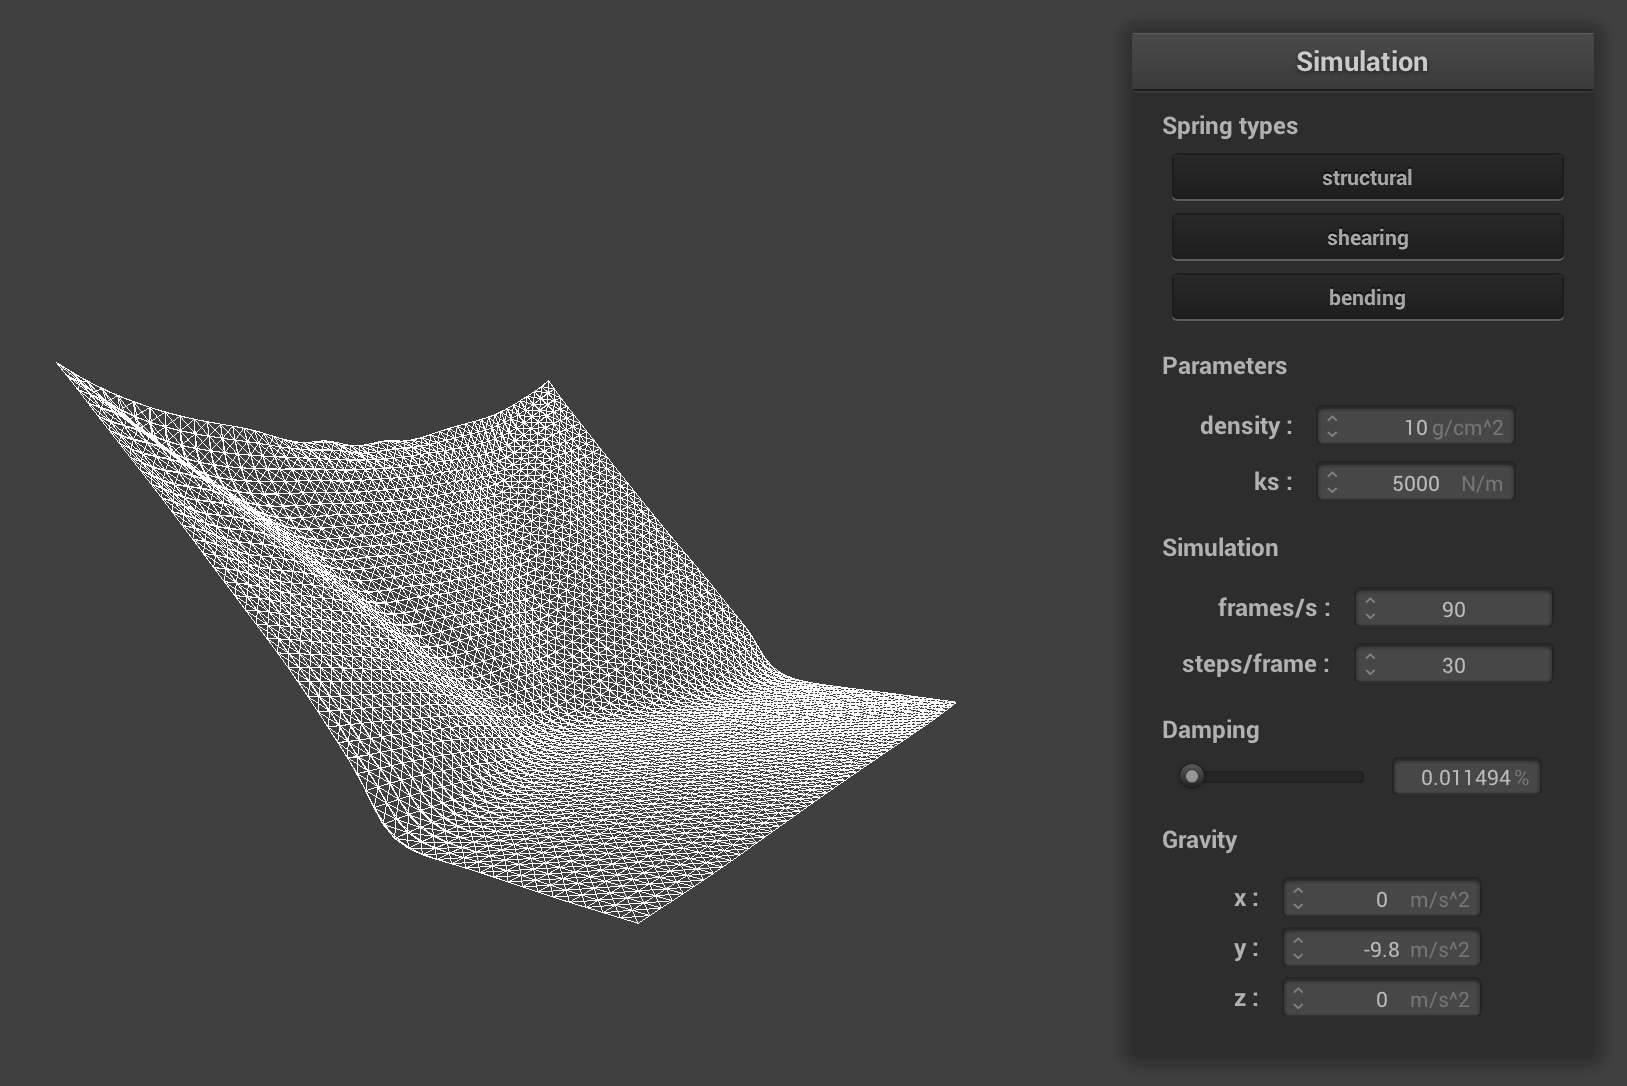 Simulation
Spring types
structural
shearing
bending
Parameters
density : 10 g/cm^2
ks : 5000 N/m
Simulation
frames/s : 90
steps/frame : 30
Damping
0.011494 %
Gravity
x : 0 m/s^2
y : -9.8 m/s^2
z : 0 m/s^2